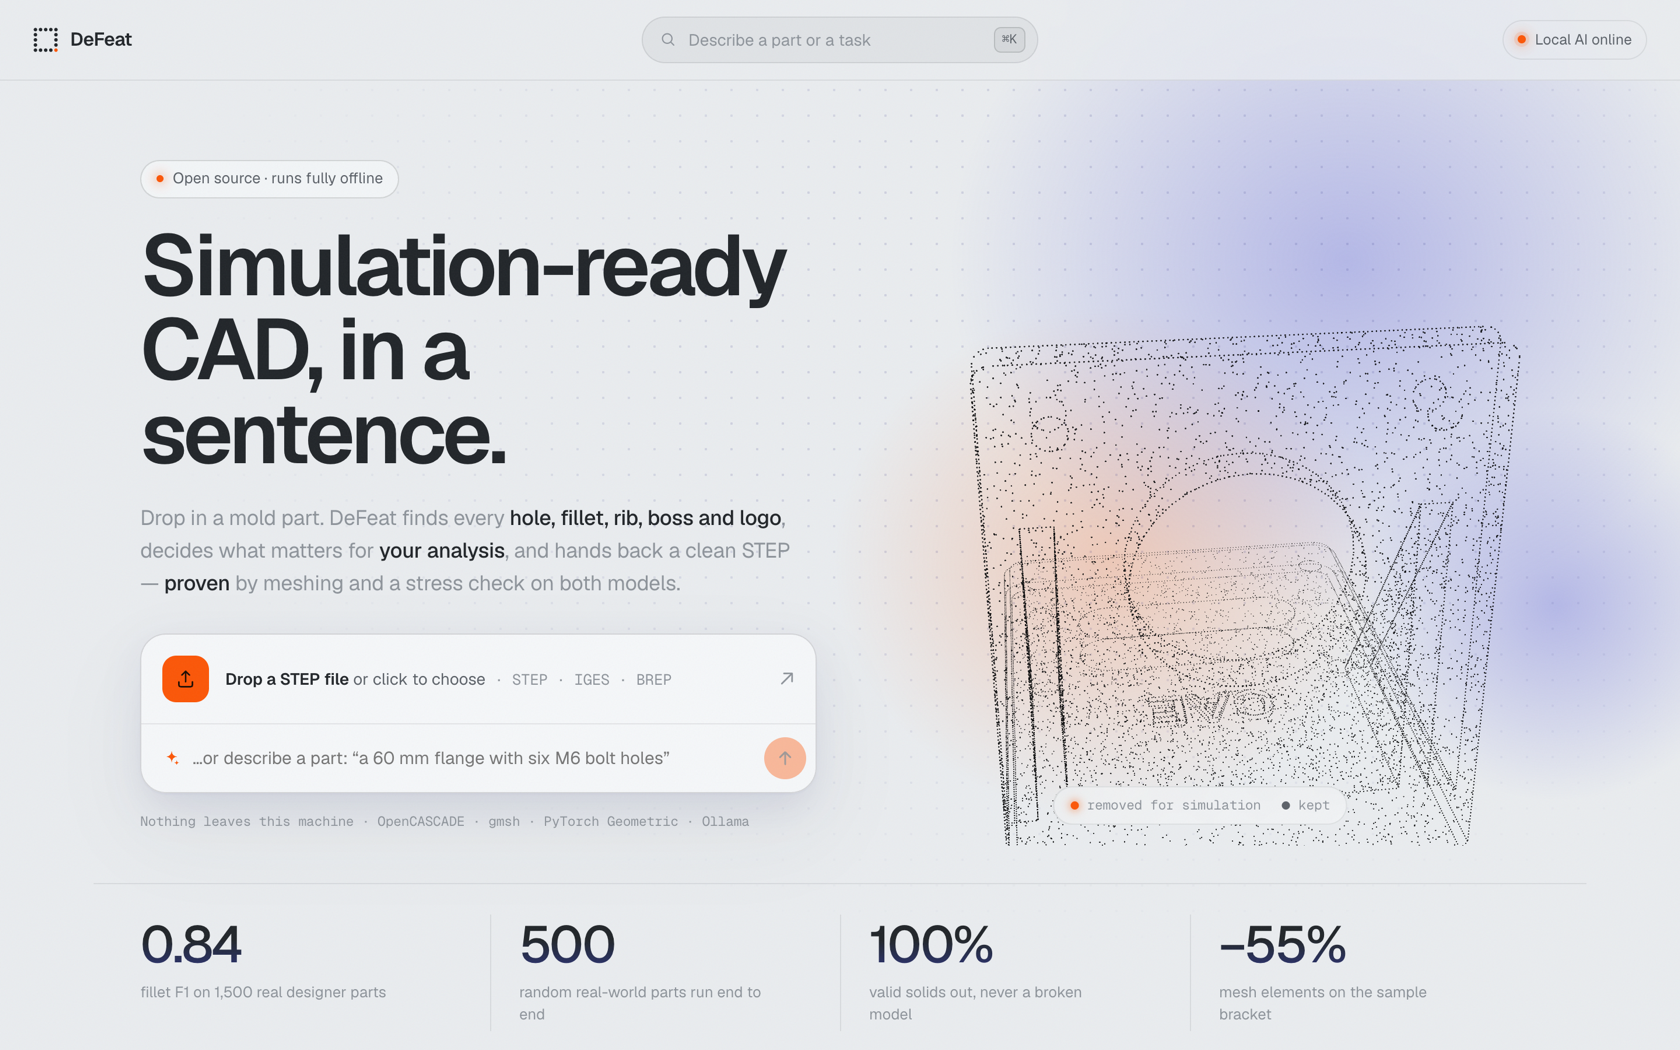 DeFeat
Describe a part or a task
⌘K
Local AI online
Open source · runs fully offline
Simulation-ready
CAD, in a
sentence.
Drop in a mold part. DeFeat finds every hole, fillet, rib, boss and logo,
decides what matters for your analysis, and hands back a clean STEP
— proven by meshing and a stress check on both models.
Drop a STEP file or click to choose · STEP · IGES · BREP
…or describe a part: “a 60 mm flange with six M6 bolt holes”
Nothing leaves this machine · OpenCASCADE · gmsh · PyTorch Geometric · Ollama
removed for simulation
kept
0.84
fillet F1 on 1,500 real designer parts
500
random real-world parts run end to
end
100%
valid solids out, never a broken
model
−55%
mesh elements on the sample
bracket